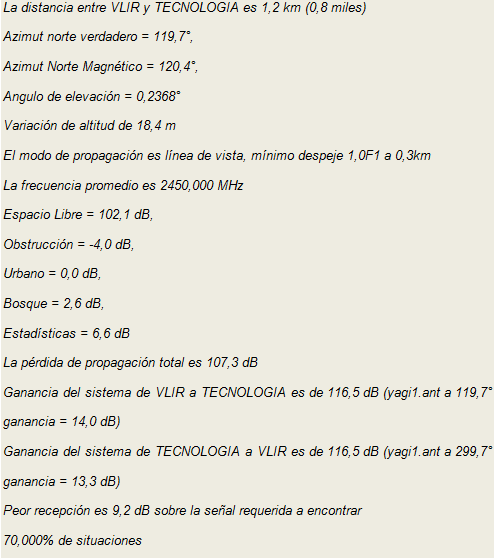 La distancia entre VLIR y TECNOLOGIA es 1,2 km (0,8 miles)
Azimut norte verdadero = 119,7°,
Azimut Norte Magnético = 120,4°,
Angulo de elevación = 0,2368°
Variación de altitud de 18,4 m
El modo de propagación es línea de vista, mínimo despeje 1,0F1 a 0,3km
La frecuencia promedio es 2450,000 MHz
Espacio Libre = 102,1 dB,
Obstrucción = -4,0 dB,
Urbano = 0,0 dB,
Bosque = 2,6 dB,
Estadísticas = 6,6 dB
La pérdida de propagación total es 107,3 dB
Ganancia del sistema de VLIR a TECNOLOGIA es de 116,5 dB (yagi1.ant a 119,7°
ganancia = 14,0 dB)
Ganancia del sistema de TECNOLOGIA a VLIR es de 116,5 dB (yagi1.ant a 299,7°
ganancia = 13,3 dB)
Peor recepción es 9,2 dB sobre la señal requerida a encontrar
70,000% de situaciones